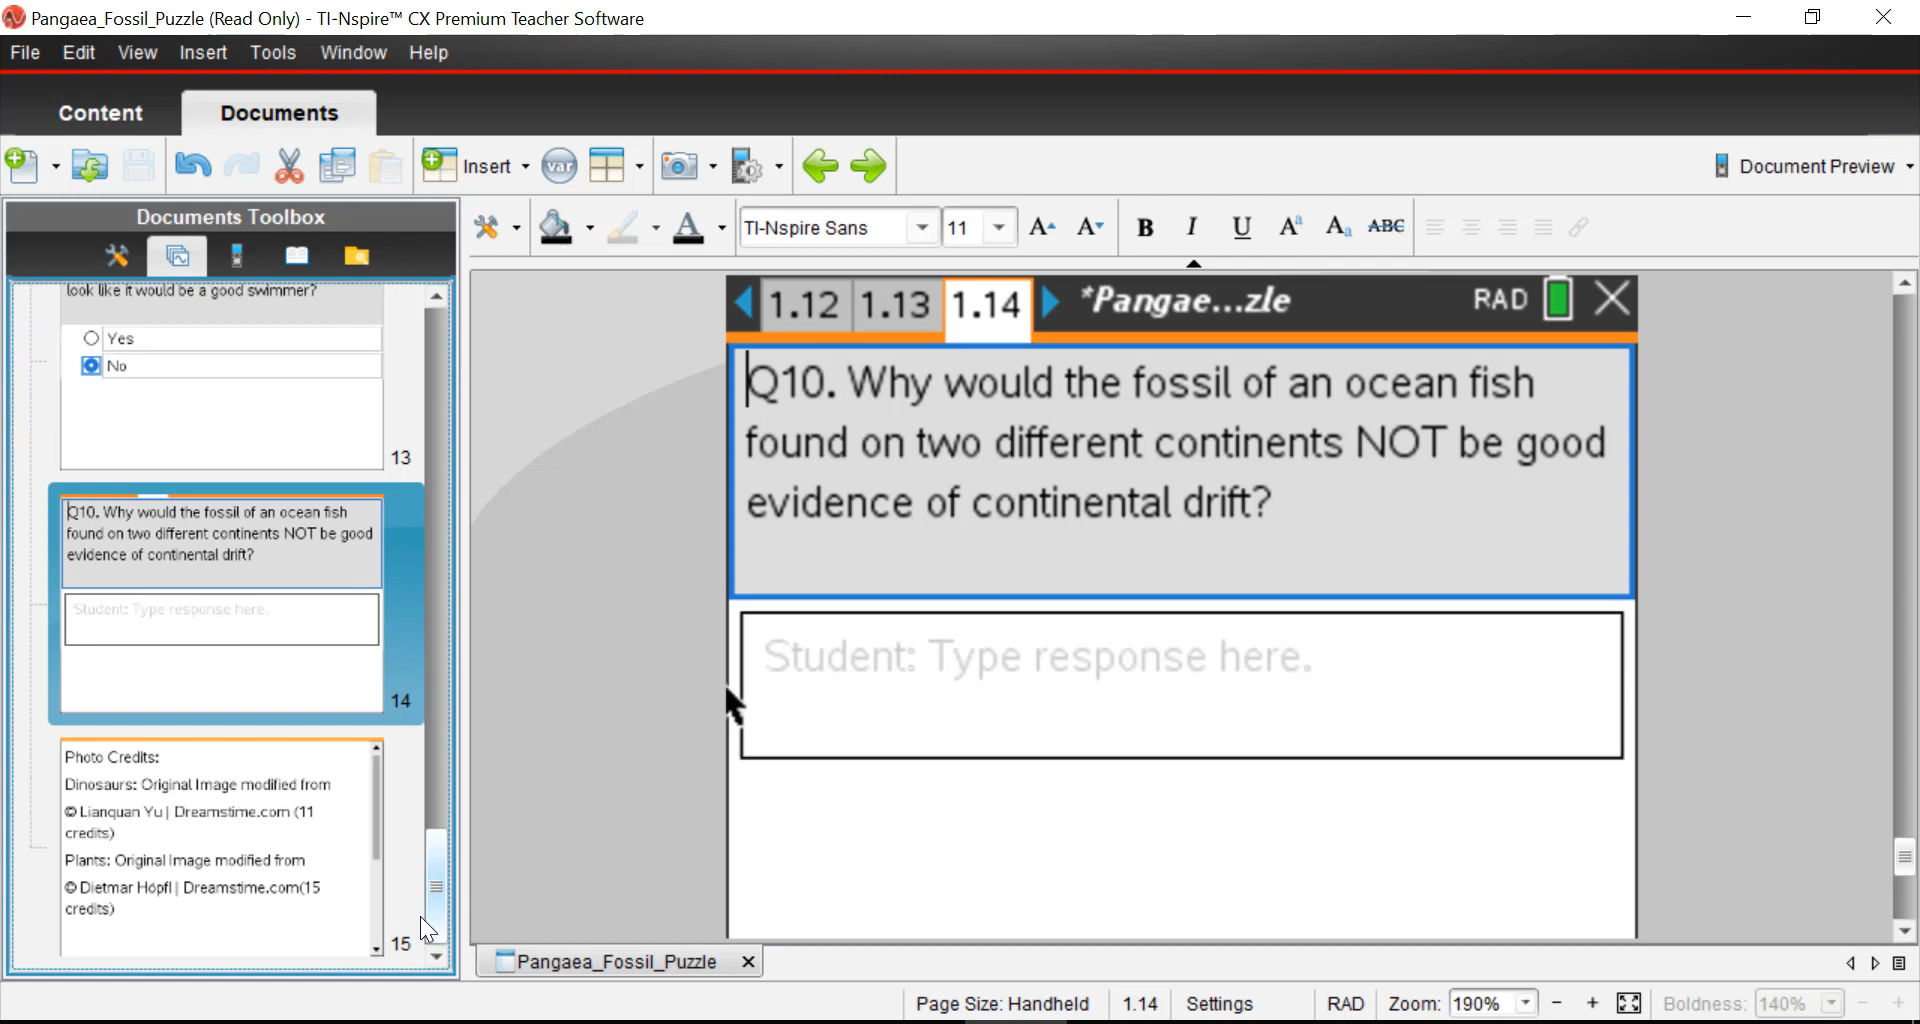 Pangaea_Fossil_Puzzle (Read Only) - TI-Nspire™ CX Premium Teacher Software
File Edit View Insert Tools Window Help
Content Documents
Insert var Document Preview
Documents Toolbox
TI-Nspire Sans 11 B I U Aa Aa ABC
look like it would be a good swimmer?
Yes
No
13
Q10. Why would the fossil of an ocean fish
found on two different continents NOT be good
evidence of continental drift?
Student: Type response here.
14
Photo Credits:
Dinosaurs: Original Image modified from
© Lianquan Yu | Dreamstime.com (11
credits)
Plants: Original Image modified from
© Dietmar Höpfl | Dreamstime.com(15
credits)
15
1.12 1.13 1.14 *Pangae...zle RAD
Q10. Why would the fossil of an ocean fish
found on two different continents NOT be good
evidence of continental drift?
Student: Type response here.
Pangaea_Fossil_Puzzle
Page Size: Handheld 1.14 Settings RAD Zoom: 190% - + Boldness: 140% - +